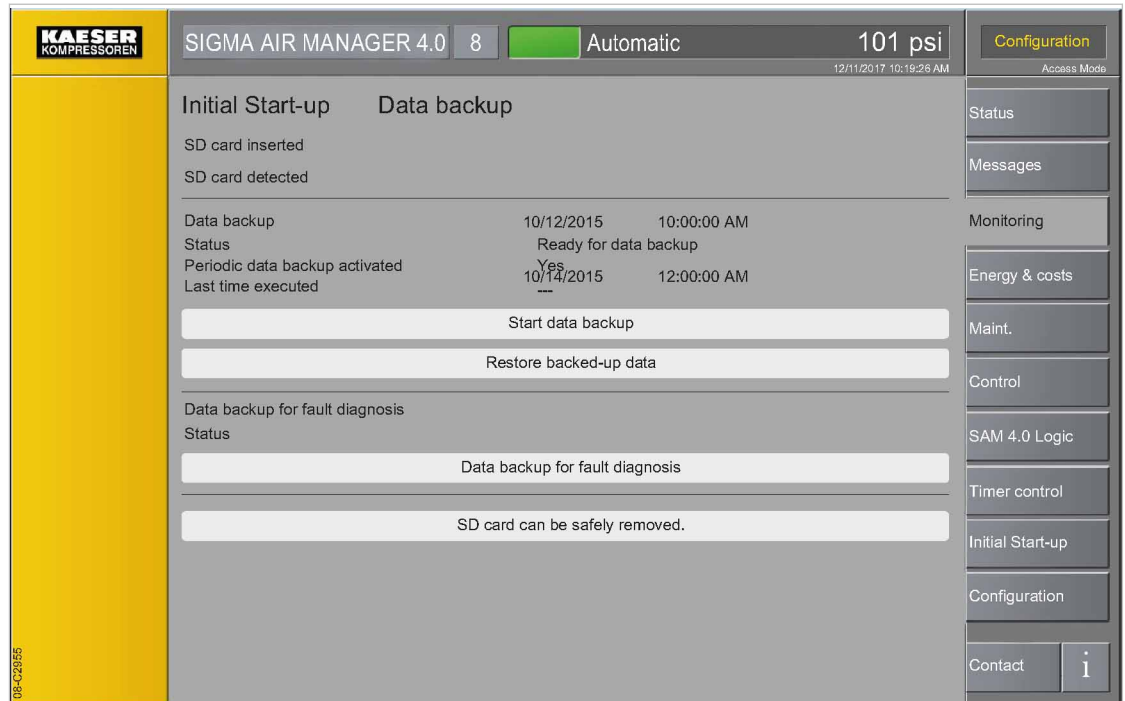 KAESER
KOMPRESSOREN
SIGMA AIR MANAGER 4.0 8 Automatic 101 psi
12/11/2017 10:19:26 AM
Configuration
Access Mode
Initial Start-up Data backup
SD card inserted
SD card detected
Data backup 10/12/2015 10:00:00 AM
Status Ready for data backup
Periodic data backup activated Yes
Last time executed 10/14/2015 12:00:00 AM
---
Start data backup
Restore backed-up data
Data backup for fault diagnosis
Status
Data backup for fault diagnosis
SD card can be safely removed.
Status
Messages
Monitoring
Energy & costs
Maint.
Control
SAM 4.0 Logic
Timer control
Initial Start-up
Configuration
Contact i
08-C2955